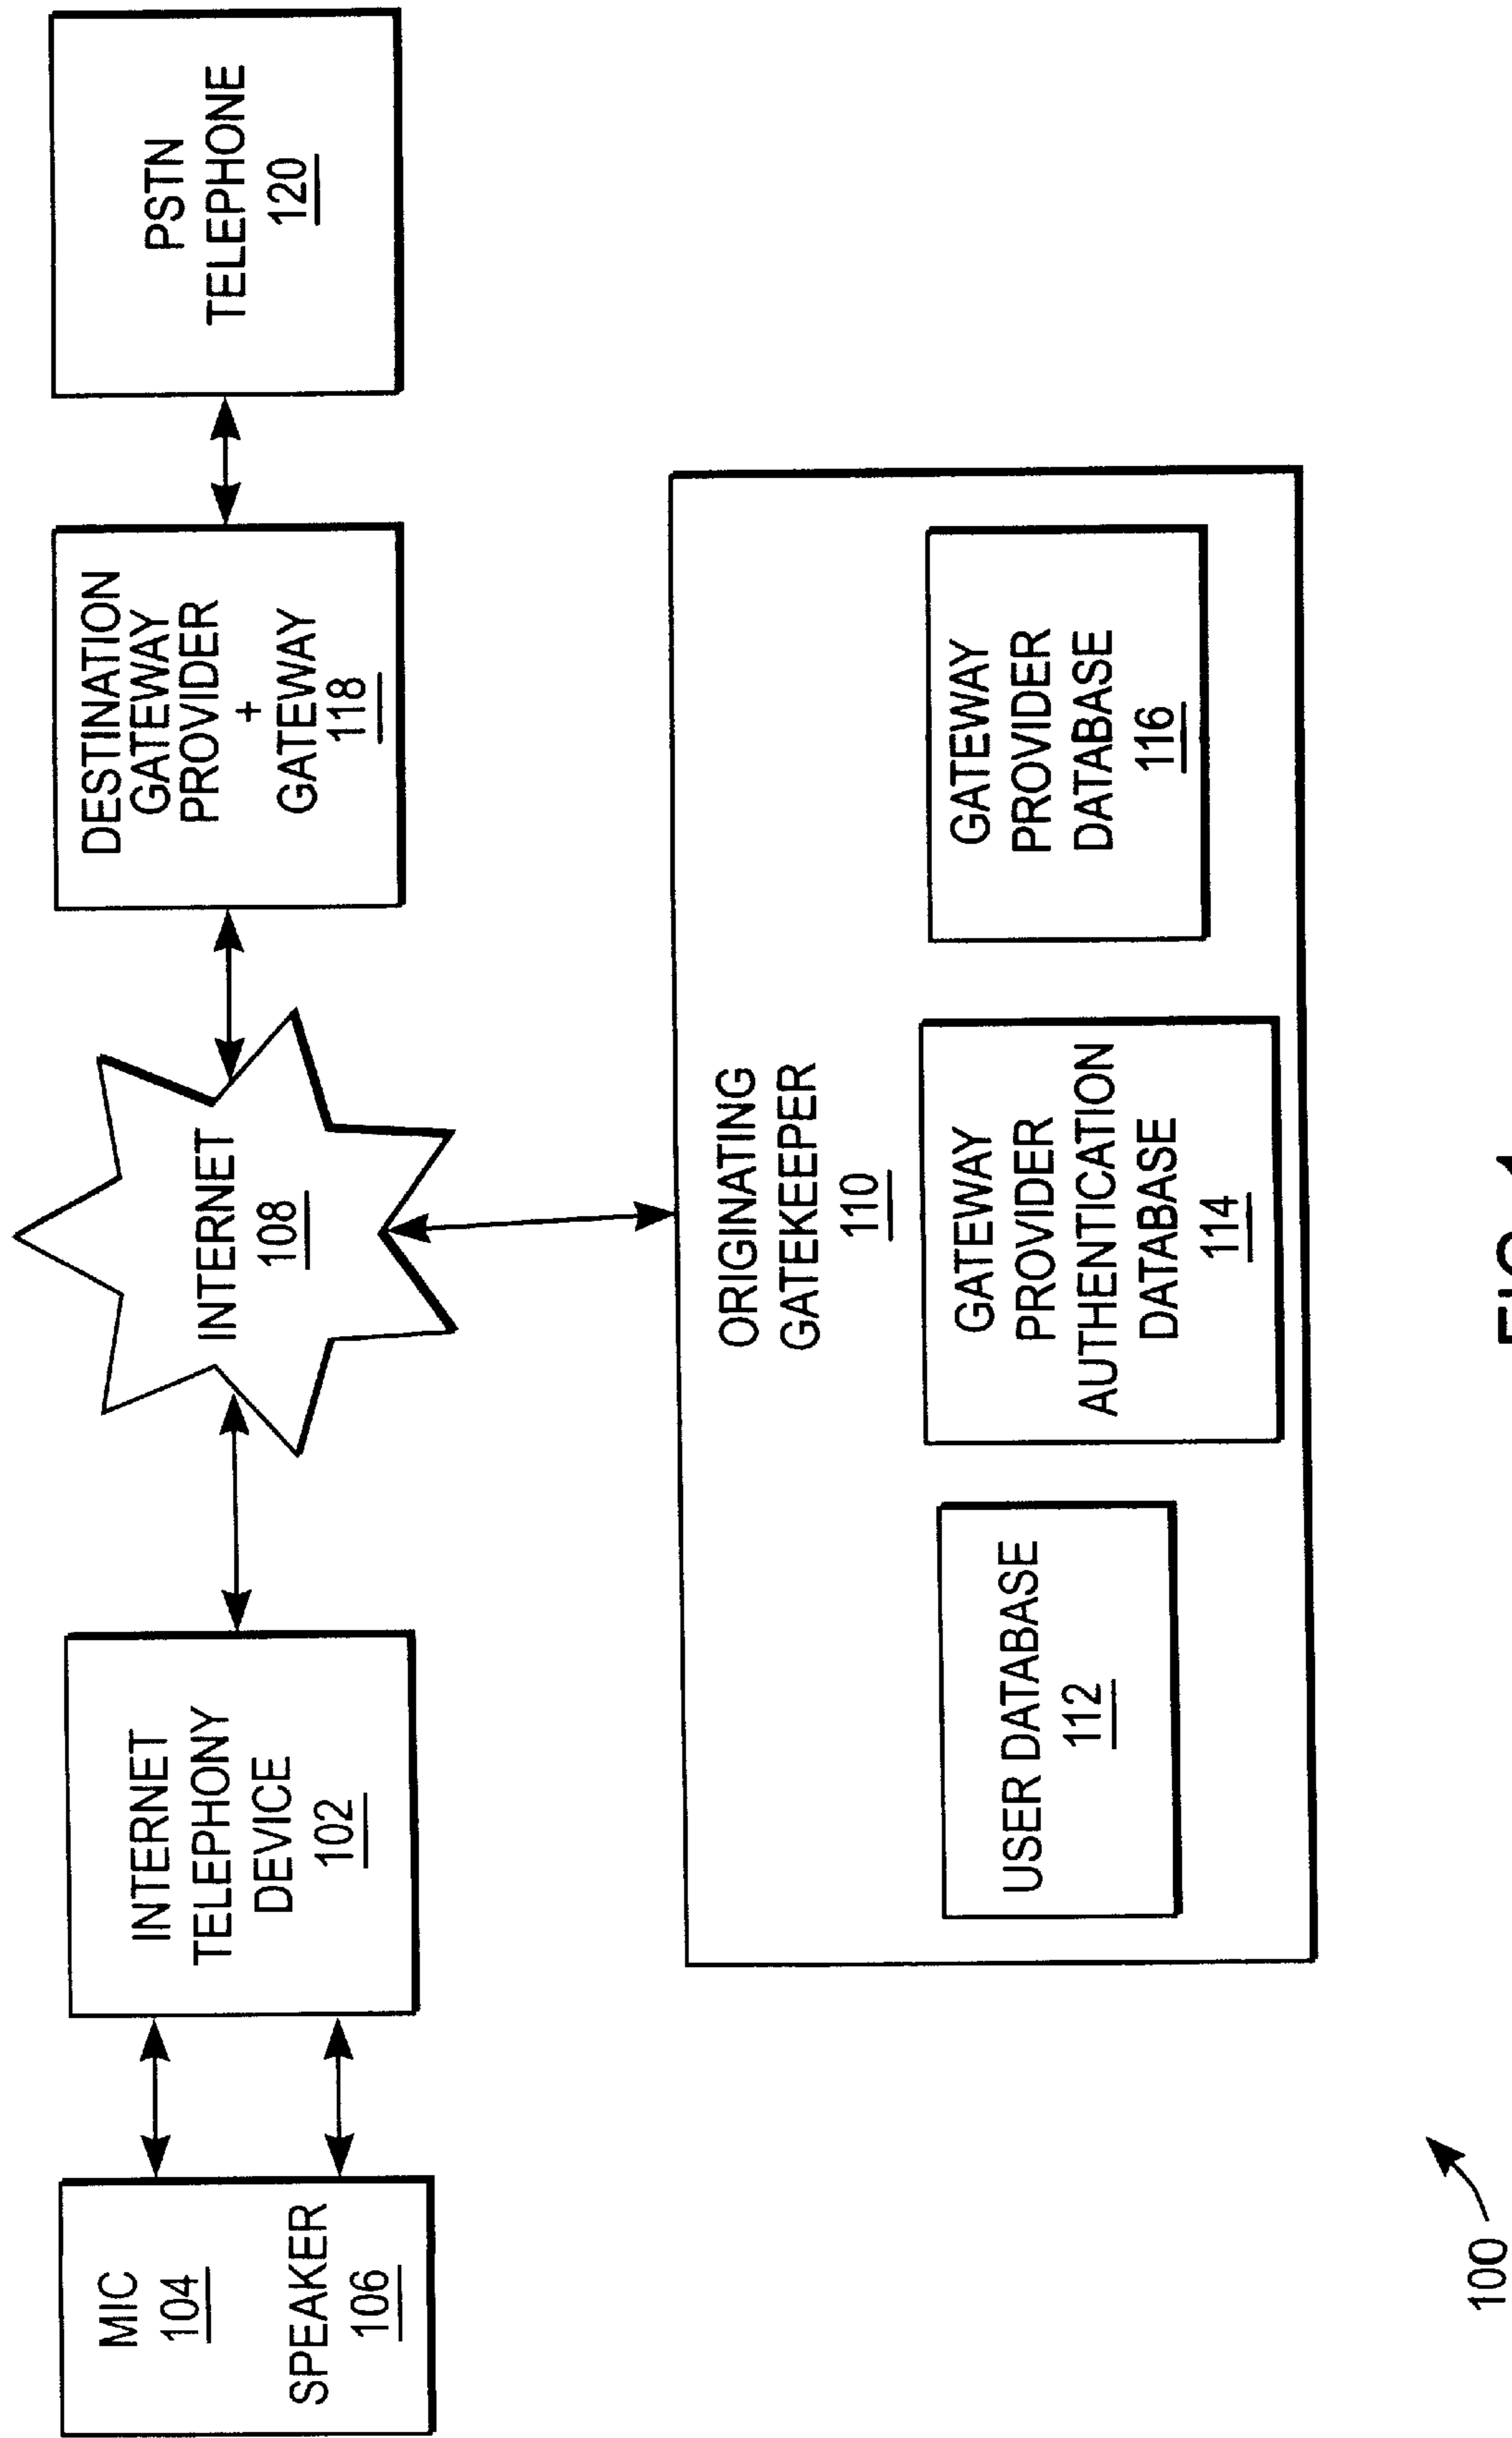 MIC
104
SPEAKER
106
INTERNET
TELEPHONY
DEVICE
102
INTERNET
108
DESTINATION
GATEWAY
PROVIDER
+
GATEWAY
118
PSTN
TELEPHONE
120
ORIGINATING
GATEKEEPER
110
USER DATABASE
112
GATEWAY
PROVIDER
AUTHENTICATION
DATABASE
114
GATEWAY
PROVIDER
DATABASE
116
100